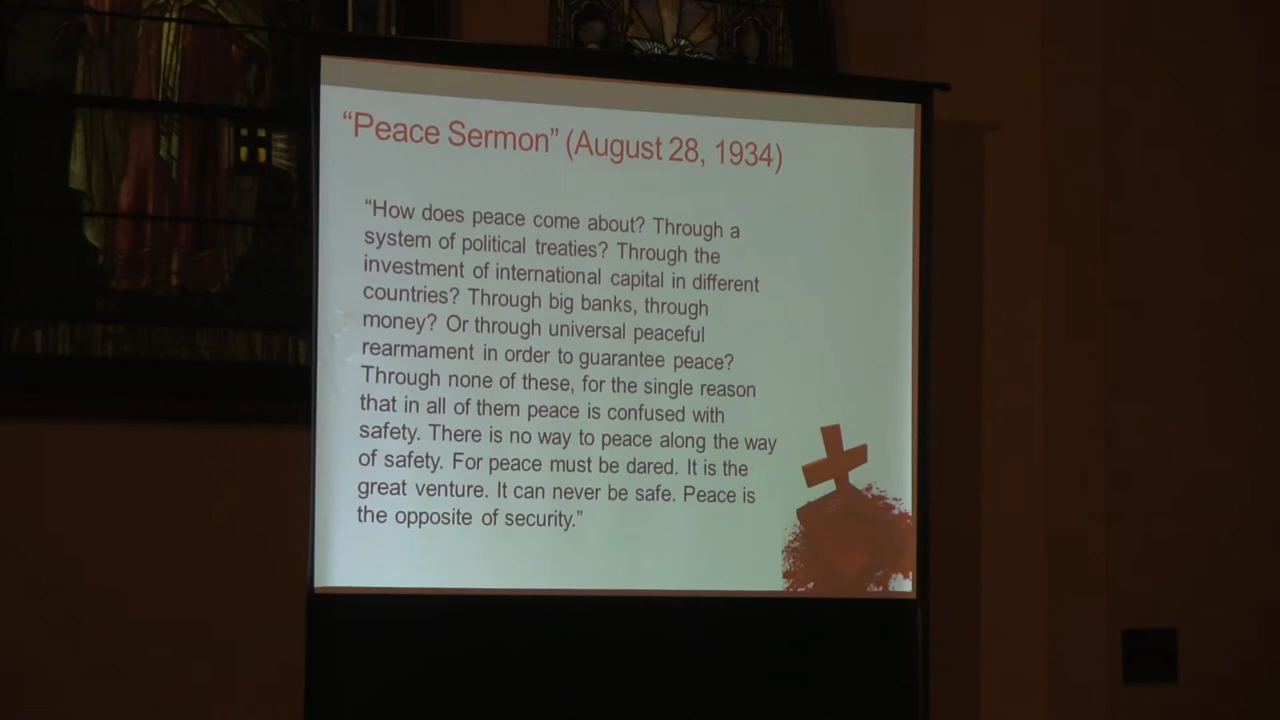 “Peace Sermon” (August 28, 1934)
“How does peace come about? Through a
system of political treaties? Through the
investment of international capital in different
countries? Through big banks, through
money? Or through universal peaceful
rearmament in order to guarantee peace?
Through none of these, for the single reason
that in all of them peace is confused with
safety. There is no way to peace along the way
of safety. For peace must be dared. It is the
great venture. It can never be safe. Peace is
the opposite of security.”